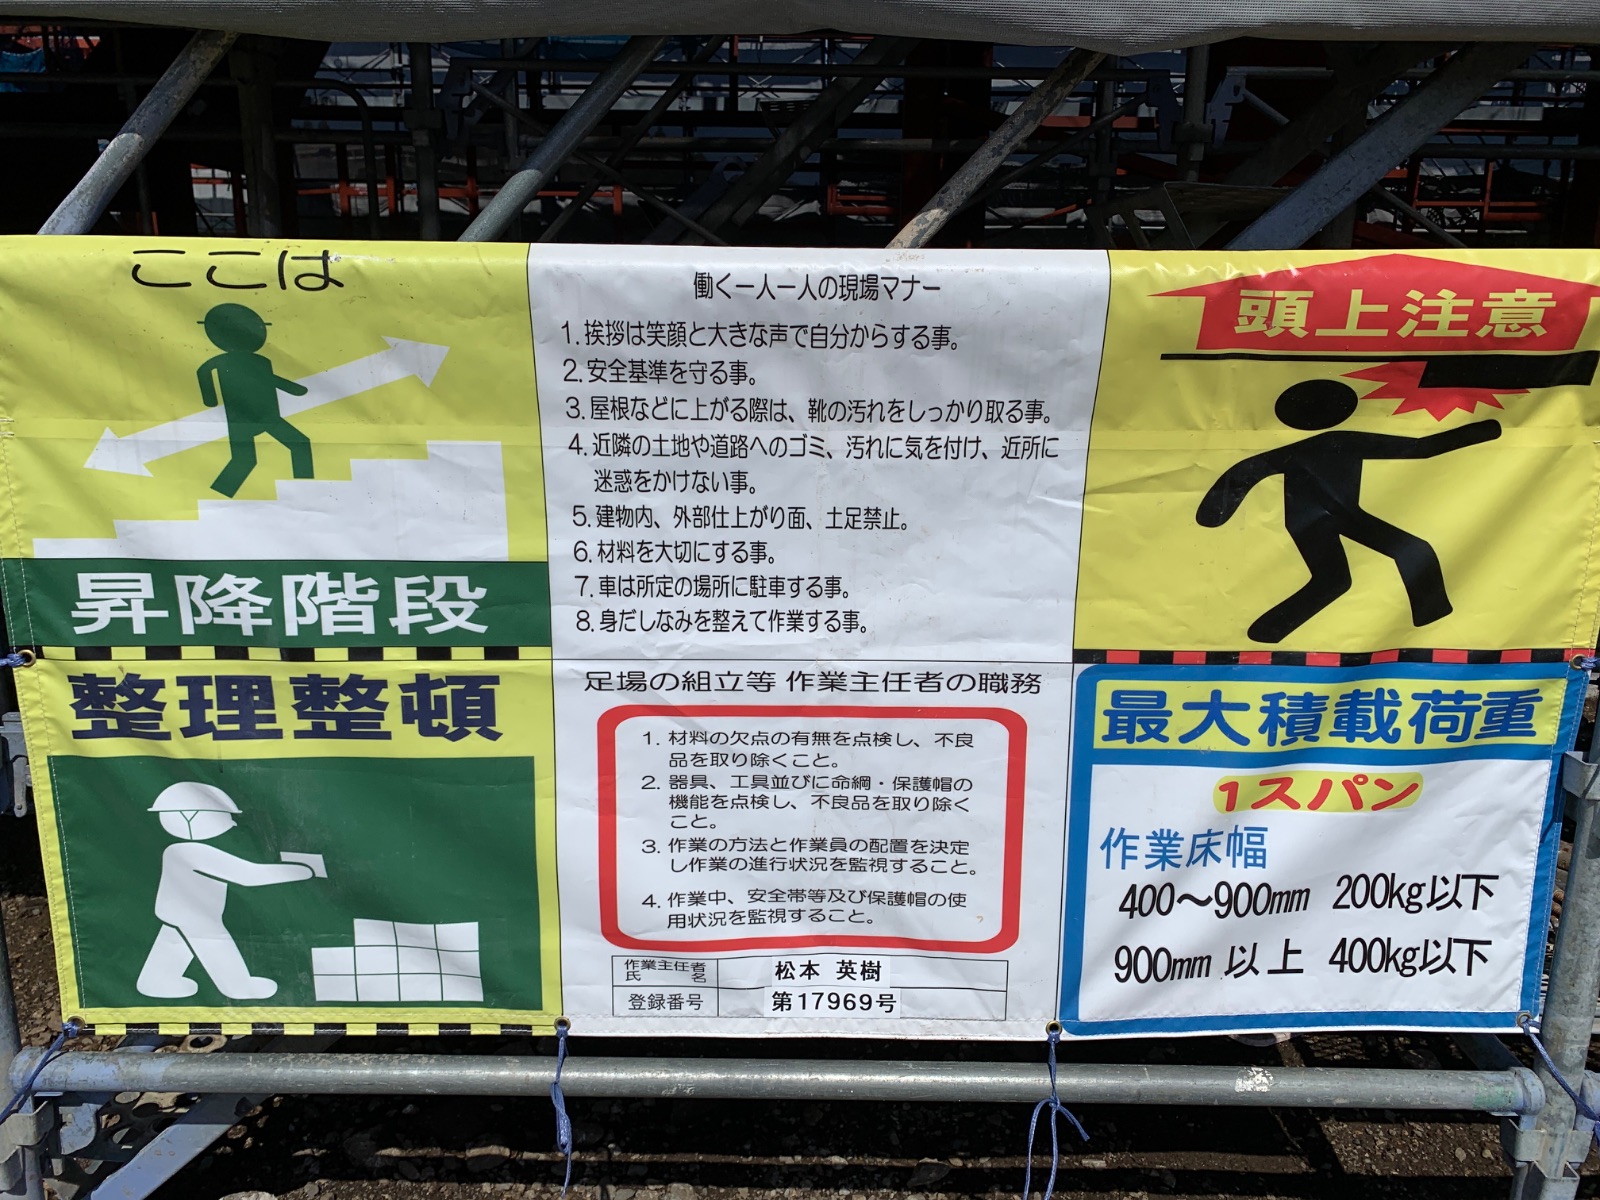 ここは
昇降階段
整理整頓
働く一人一人の現場マナー
1. 挨拶は笑顔と大きな声で自分からする事。
2. 安全基準を守る事。
3. 屋根などに上がる際は、靴の汚れをしっかり取る事。
4. 近隣の土地や道路へのゴミ、汚れに気を付け、近所に
迷惑をかけない事。
5. 建物内、外部仕上がり面、土足禁止。
6. 材料を大切にする事。
7. 車は所定の場所に駐車する事。
8. 身だしなみを整えて作業する事。
足場の組立等 作業主任者の職務
1. 材料の欠点の有無を点検し、不良
品を取り除くこと。
2. 器具、工具並びに命綱・保護帽の
機能を点検し、不良品を取り除く
こと。
3. 作業の方法と作業員の配置を決定
し作業の進行状況を監視すること。
4. 作業中、安全帯等及び保護帽の使
用状況を監視すること。
作業主任者
氏 名
松本 英樹
登録番号
第17969号
頭上注意
最大積載荷重
1スパン
作業床幅
400〜900mm 200kg以下
900mm 以上 400kg以下